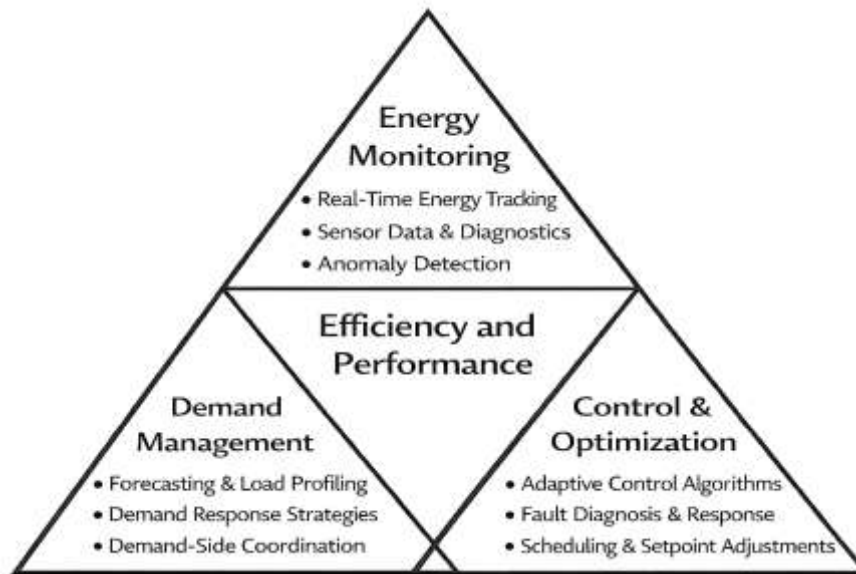 Energy
Monitoring
• Real-Time Energy Tracking
• Sensor Data & Diagnostics
• Anomaly Detection
Efficiency and
Performance
Demand
Management
• Forecasting & Load Profiling
• Demand Response Strategies
• Demand-Side Coordination
Control &
Optimization
• Adaptive Control Algorithms
• Fault Diagnosis & Response
• Scheduling & Setpoint Adjustments